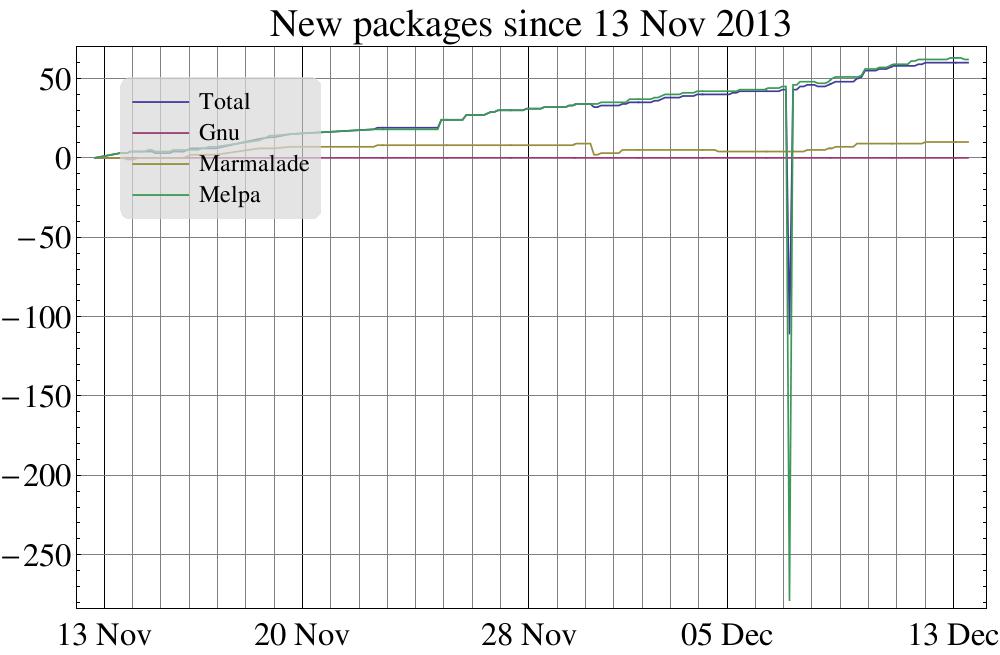 New packages since 13 Nov 2013
50
0
−50
−100
−150
−200
−250
Total
Gnu
Marmalade
Melpa
13 Nov 20 Nov 28 Nov 05 Dec 13 Dec